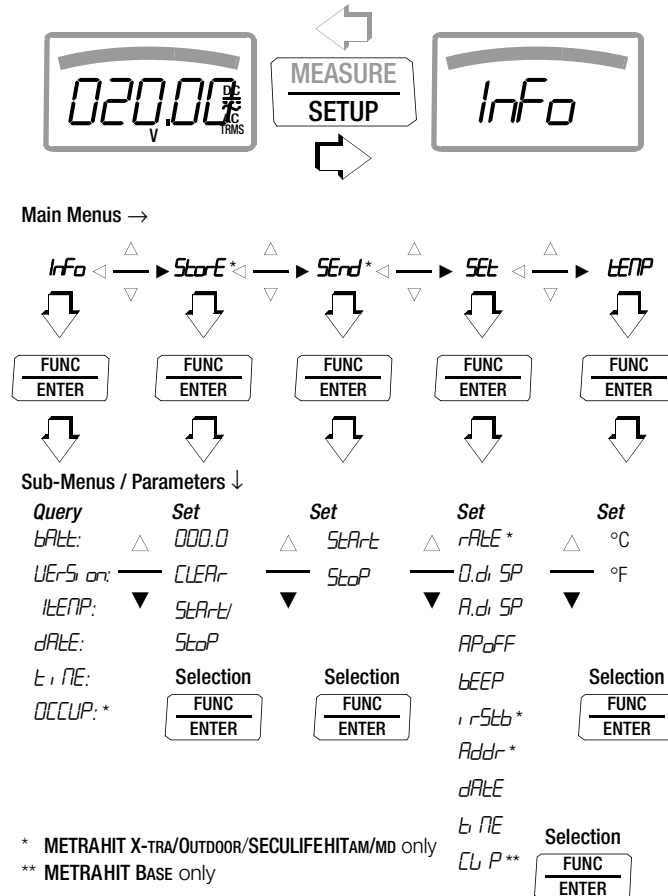 MEASURE
SETUP
020.00
DC
AC
TRMS
V
InFo
Main Menus →
InFo ◁ ► StorE * ◁ ► SEnd * ◁ ► SEt ◁ ► tEMP
FUNC FUNC FUNC FUNC FUNC
ENTER ENTER ENTER ENTER ENTER
Sub-Menus / Parameters ↓
Query Set Set Set Set
bAtt: 000.0 StArt rAtE * °C
VErSion: CLEAr StoP 0.diSP °F
ItEMP: StArt/ A.diSP
dAtE: StoP APoFF
tiME: Selection Selection bEEP Selection
OCCUP: * FUNC FUNC irStb * FUNC
ENTER ENTER Addr * ENTER
dAtE
tiME
* METRAHIT X-TRA/OUTDOOR/SECULIFEHITAM/MD only
CLiP **
Selection
** METRAHIT BASE only
FUNC
ENTER